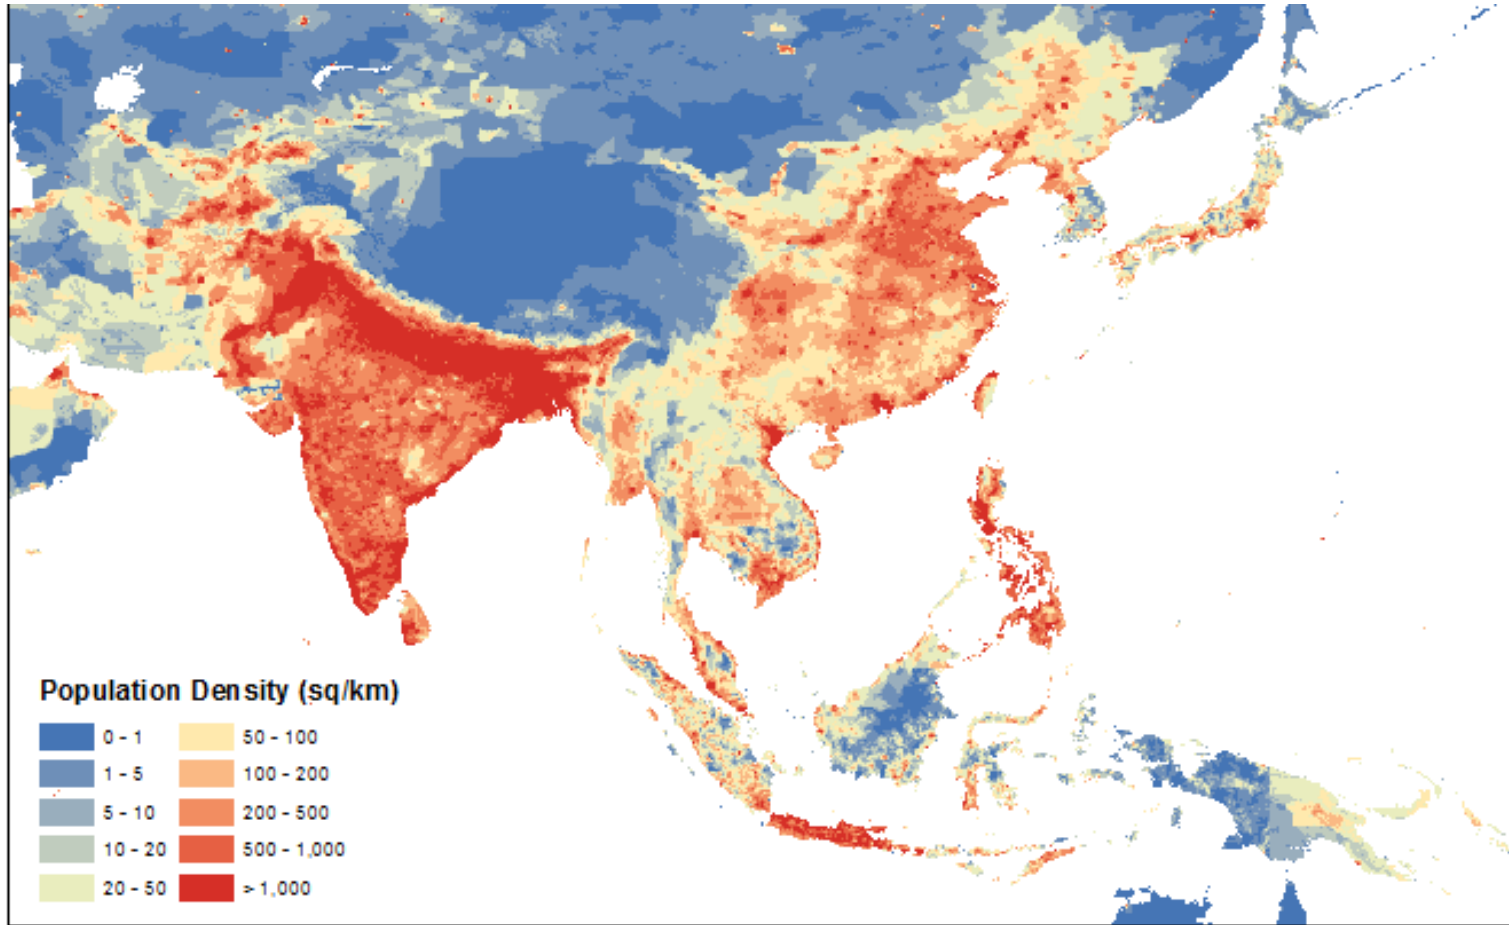 Population Density (sq/km)
0 - 1 50 - 100
1 - 5 100 - 200
5 - 10 200 - 500
10 - 20 500 - 1,000
20 - 50 > 1,000